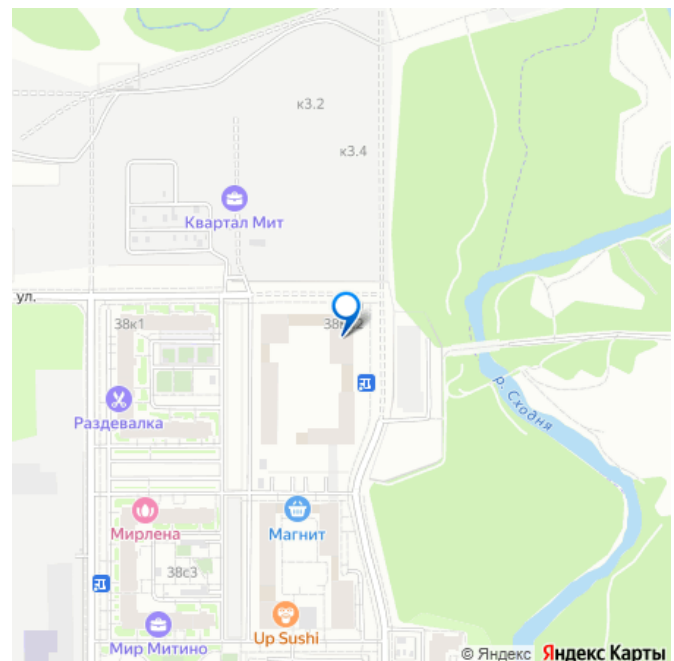 к3.2
к3.4
Квартал Мит
ул.
38к1
Раздевалка
р. Сходня
Мирлена
Магнит
38с3
Up Sushi
Мир Митино
© Яндекс Яндекс Карты